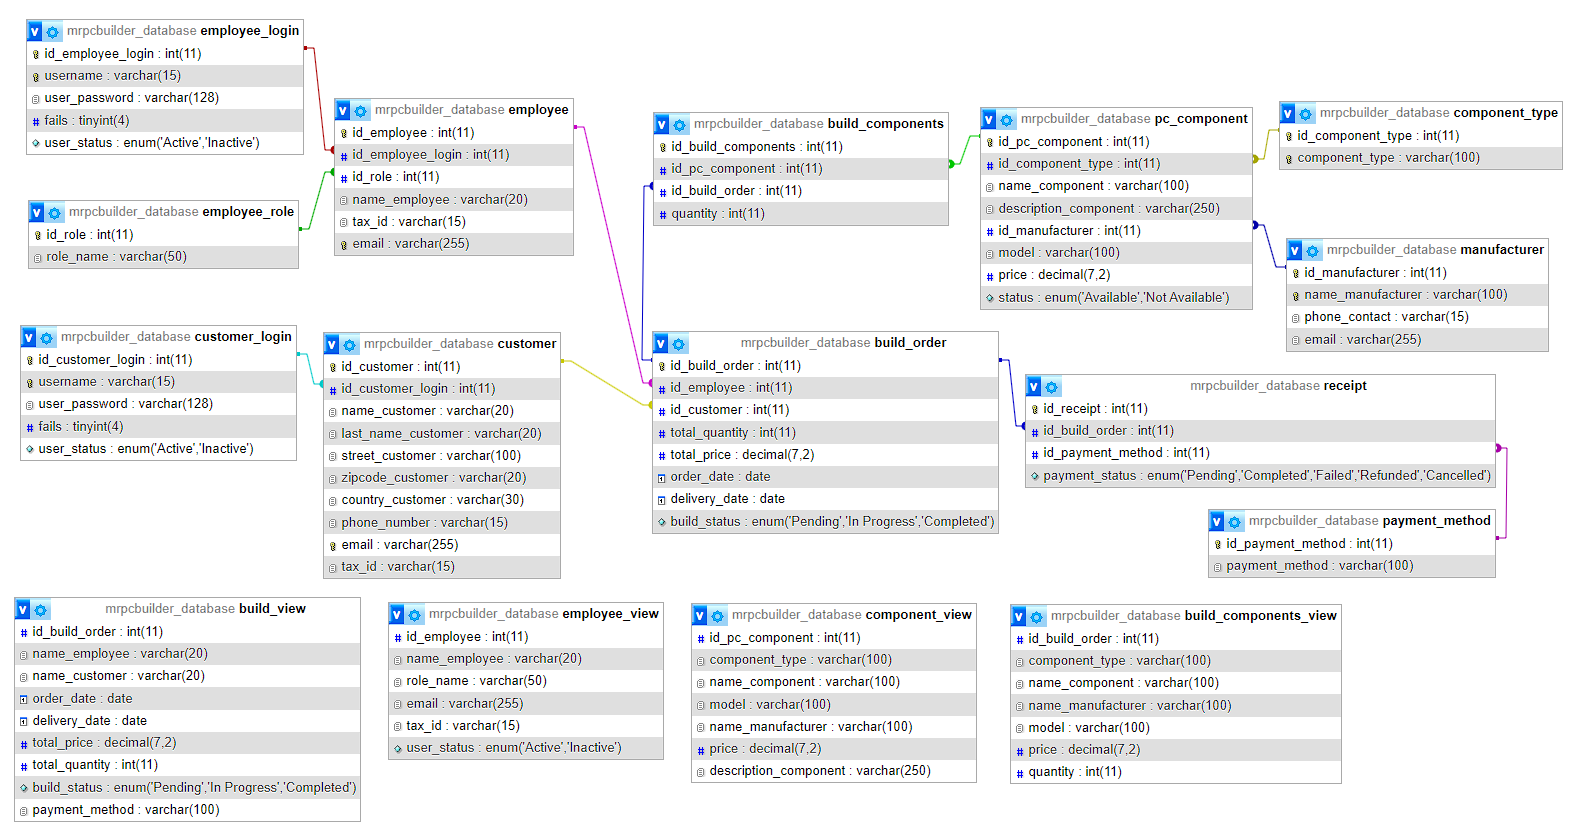 mrpcbuilder_database employee_login
id_employee_login : int(11)
username : varchar(15)
user_password : varchar(128)
fails : tinyint(4)
user_status : enum('Active','Inactive')
mrpcbuilder_database employee_role
id_role : int(11)
role_name : varchar(50)
mrpcbuilder_database employee
id_employee : int(11)
id_employee_login : int(11)
id_role : int(11)
name_employee : varchar(20)
tax_id : varchar(15)
email : varchar(255)
mrpcbuilder_database build_components
id_build_components : int(11)
id_pc_component : int(11)
id_build_order : int(11)
quantity : int(11)
mrpcbuilder_database pc_component
id_pc_component : int(11)
id_component_type : int(11)
name_component : varchar(100)
description_component : varchar(250)
id_manufacturer : int(11)
model : varchar(100)
price : decimal(7,2)
status : enum('Available','Not Available')
mrpcbuilder_database component_type
id_component_type : int(11)
component_type : varchar(100)
mrpcbuilder_database manufacturer
id_manufacturer : int(11)
name_manufacturer : varchar(100)
phone_contact : varchar(15)
email : varchar(255)
mrpcbuilder_database customer_login
id_customer_login : int(11)
username : varchar(15)
user_password : varchar(128)
fails : tinyint(4)
user_status : enum('Active','Inactive')
mrpcbuilder_database customer
id_customer : int(11)
id_customer_login : int(11)
name_customer : varchar(20)
last_name_customer : varchar(20)
street_customer : varchar(100)
zipcode_customer : varchar(20)
country_customer : varchar(30)
phone_number : varchar(15)
email : varchar(255)
tax_id : varchar(15)
mrpcbuilder_database build_order
id_build_order : int(11)
id_employee : int(11)
id_customer : int(11)
total_quantity : int(11)
total_price : decimal(7,2)
order_date : date
delivery_date : date
build_status : enum('Pending','In Progress','Completed')
mrpcbuilder_database receipt
id_receipt : int(11)
id_build_order : int(11)
id_payment_method : int(11)
payment_status : enum('Pending','Completed','Failed','Refunded','Cancelled')
mrpcbuilder_database payment_method
id_payment_method : int(11)
payment_method : varchar(100)
mrpcbuilder_database build_view
id_build_order : int(11)
name_employee : varchar(20)
name_customer : varchar(20)
order_date : date
delivery_date : date
total_price : decimal(7,2)
total_quantity : int(11)
build_status : enum('Pending','In Progress','Completed')
payment_method : varchar(100)
mrpcbuilder_database employee_view
id_employee : int(11)
name_employee : varchar(20)
role_name : varchar(50)
email : varchar(255)
tax_id : varchar(15)
user_status : enum('Active','Inactive')
mrpcbuilder_database component_view
id_pc_component : int(11)
component_type : varchar(100)
name_component : varchar(100)
model : varchar(100)
name_manufacturer : varchar(100)
price : decimal(7,2)
description_component : varchar(250)
mrpcbuilder_database build_components_view
id_build_order : int(11)
component_type : varchar(100)
name_component : varchar(100)
name_manufacturer : varchar(100)
model : varchar(100)
price : decimal(7,2)
quantity : int(11)